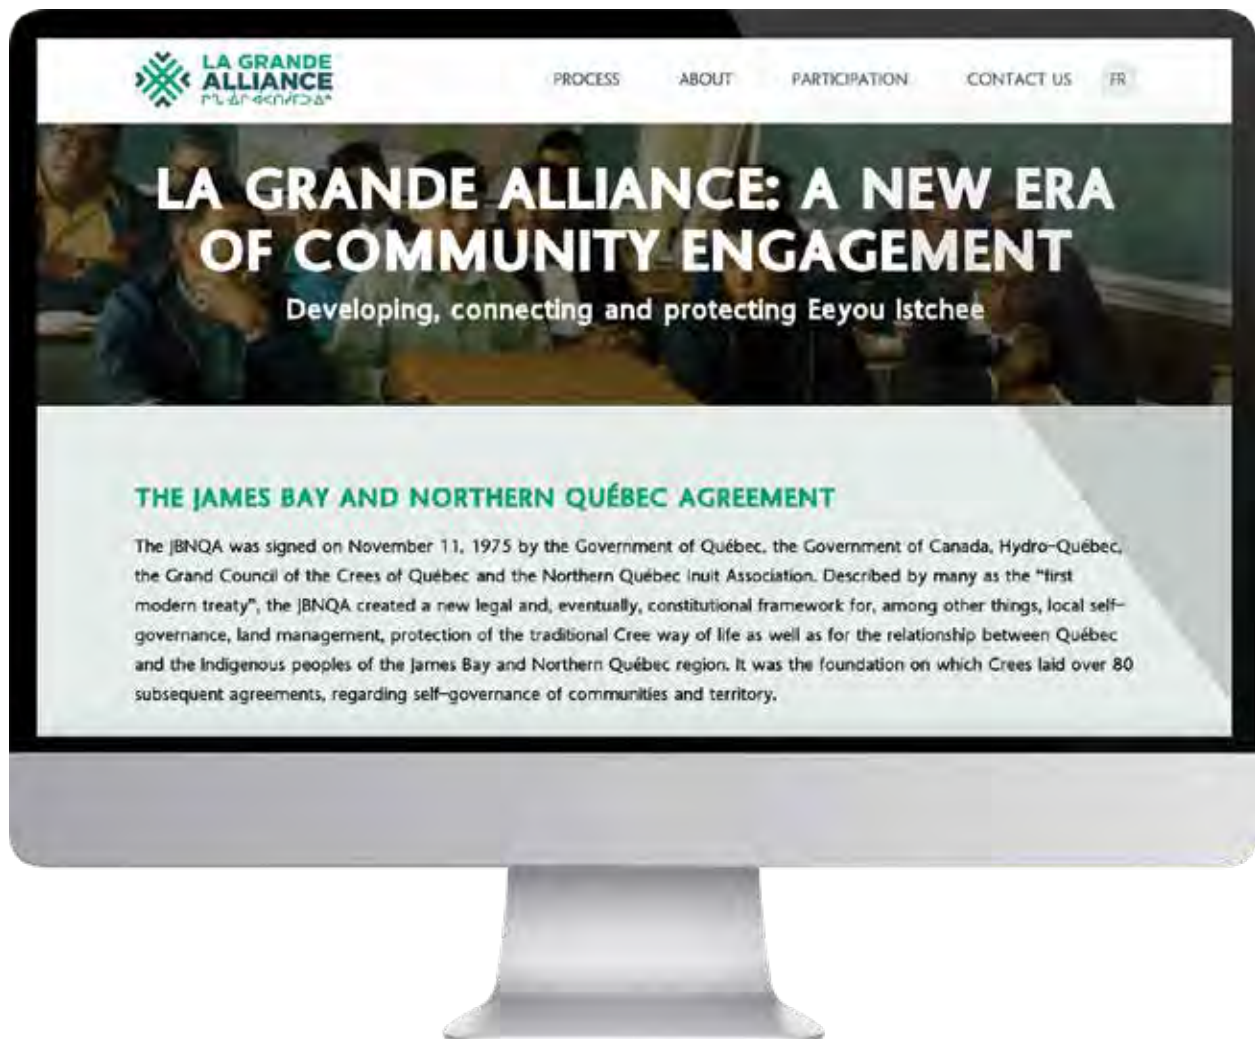 LA GRANDE
ALLIANCE
PROCESS
ABOUT
PARTICIPATION
CONTACT US
FR
LA GRANDE ALLIANCE: A NEW ERA
OF COMMUNITY ENGAGEMENT
Developing, connecting and protecting Eeyou Istchee
THE JAMES BAY AND NORTHERN QUÉBEC AGREEMENT
The JBNQA was signed on November 11, 1975 by the Government of Québec, the Government of Canada, Hydro-Québec,
the Grand Council of the Crees of Québec and the Northern Québec Inuit Association. Described by many as the "first
modern treaty", the JBNQA created a new legal and, eventually, constitutional framework for, among other things, local self-
governance, land management, protection of the traditional Cree way of life as well as for the relationship between Québec
and the Indigenous peoples of the James Bay and Northern Québec region. It was the foundation on which Crees laid over 80
subsequent agreements, regarding self-governance of communities and territory.